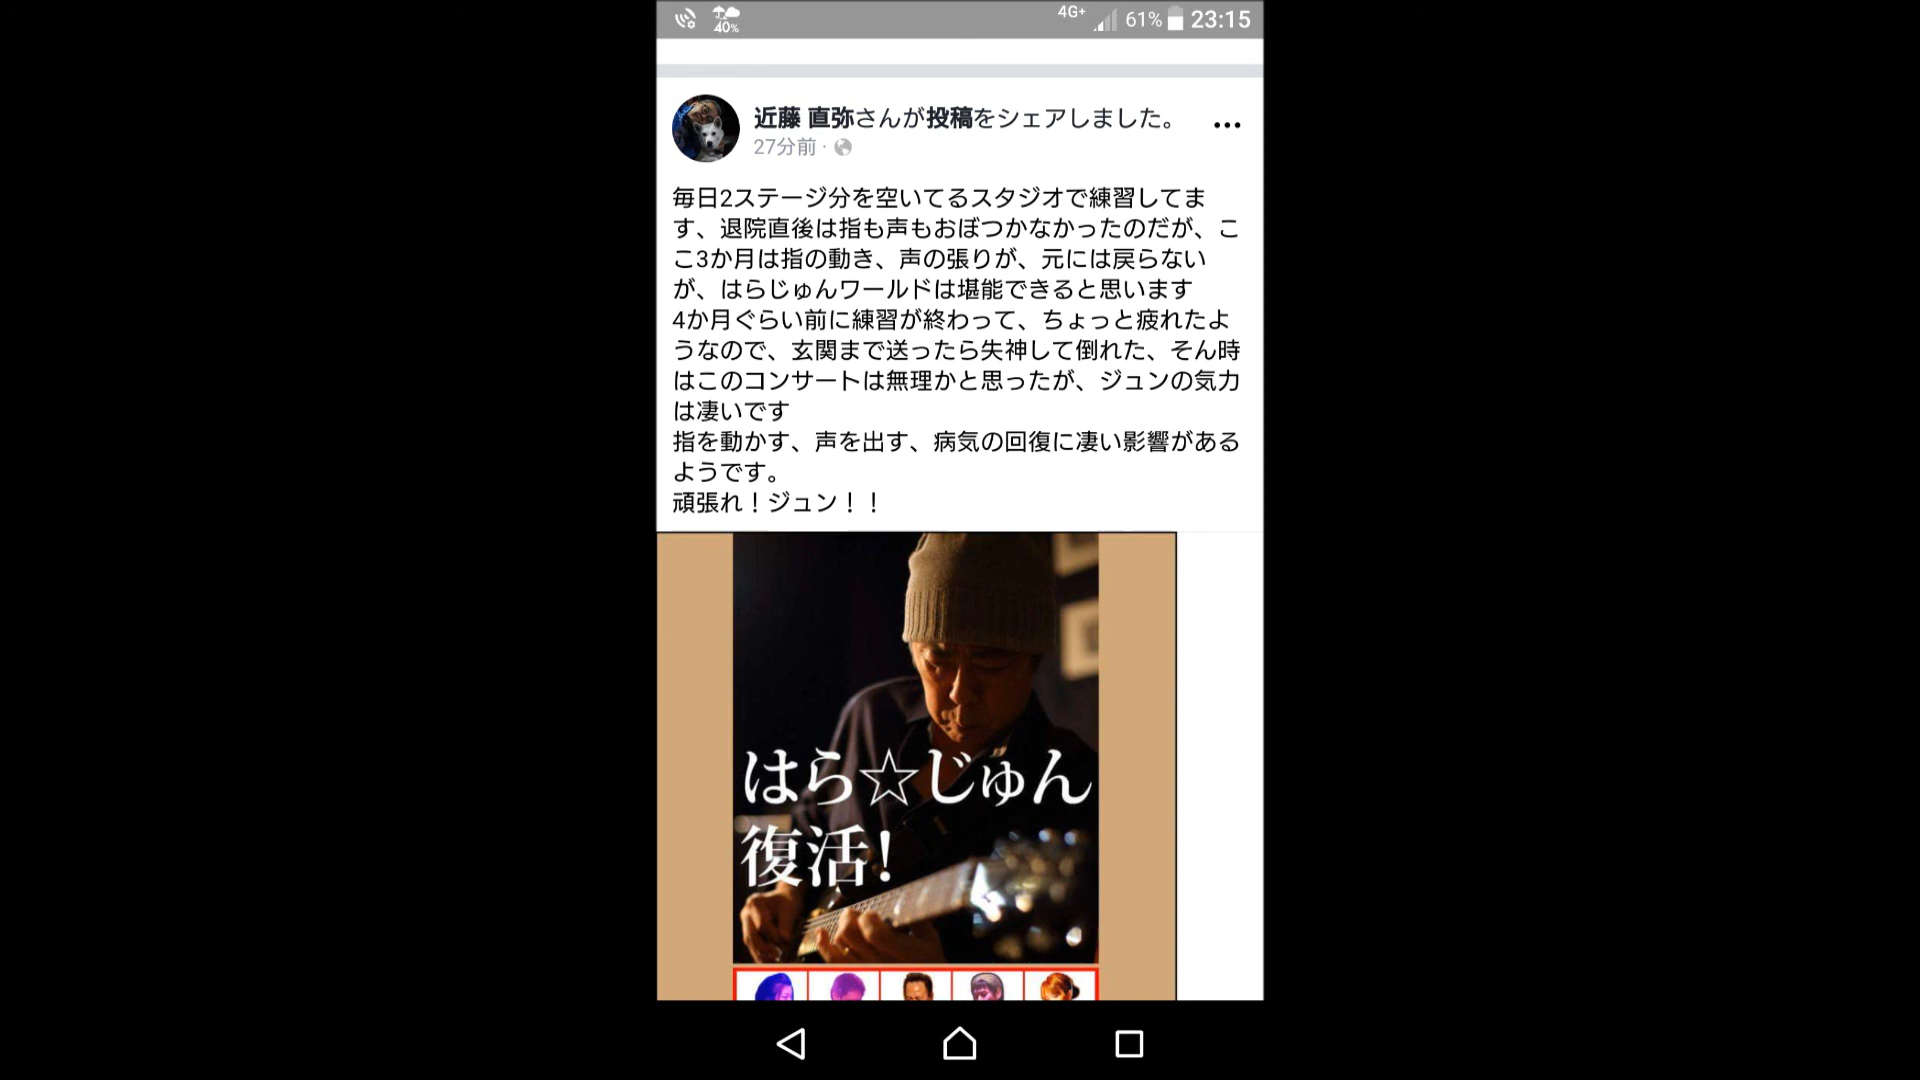 40%
4G+ 61% 23:15
近藤 直弥さんが投稿をシェアしました。
27分前 ·
毎日2ステージ分を空いてるスタジオで練習してま
す、退院直後は指も声もおぼつかなかったのだが、こ
こ3か月は指の動き、声の張りが、元には戻らない
が、はらじゅんワールドは堪能できると思います
4か月ぐらい前に練習が終わって、ちょっと疲れたよ
うなので、玄関まで送ったら失神して倒れた、そん時
はこのコンサートは無理かと思ったが、ジュンの気力
は凄いです
指を動かす、声を出す、病気の回復に凄い影響がある
ようです。
頑張れ！ジュン！！
はら☆じゅん
復活!